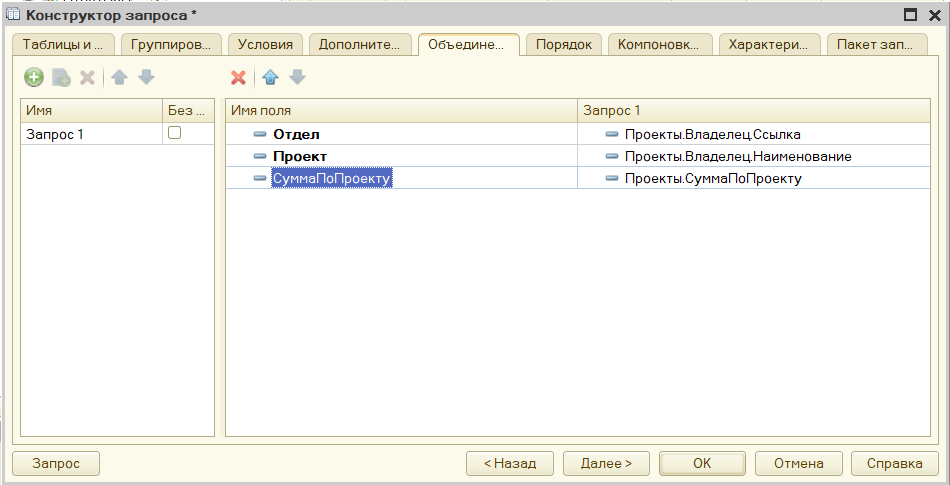 Конструктор запроса *
Таблицы и ... Группиров... Условия Дополните... Объедине... Порядок Компоновк... Характери... Пакет зап...
Имя Без ... Имя поля Запрос 1
Запрос 1 Отдел Проекты.Владелец.Ссылка
Проект Проекты.Владелец.Наименование
СуммаПоПроекту Проекты.СуммаПоПроекту
Запрос < Назад Далее > ОК Отмена Справка